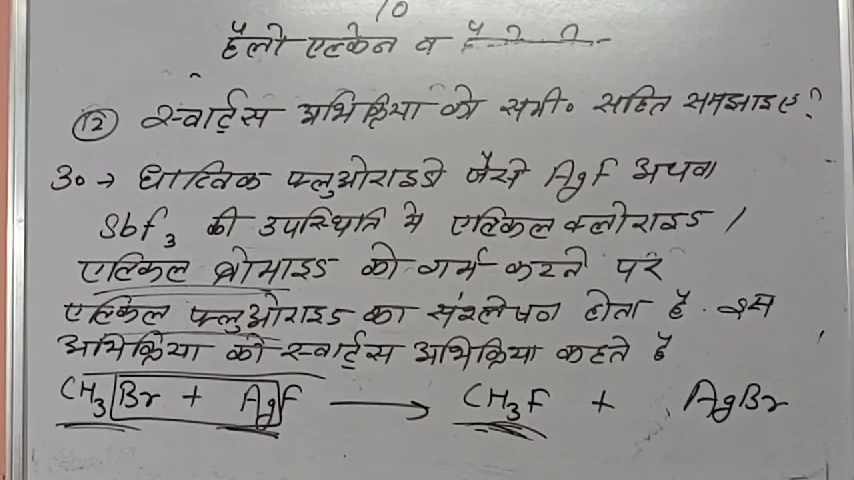 10
हैलो एल्केन व
(12) स्वार्ट्स अभिक्रिया को समी० सहित समझाइए?
उ० → धात्विक फ्लुओराइडो जैसे AgF अथवा
SbF₃ की उपस्थिति मे एल्किल क्लोराइड /
एल्किल ब्रोमाइड को गर्म करने पर
एल्किल फ्लुओराइड का संश्लेषण होता है. इस
अभिक्रिया को स्वार्ट्स अभिक्रिया कहते है
CH₃Br + AgF ⟶ CH₃F + AgBr